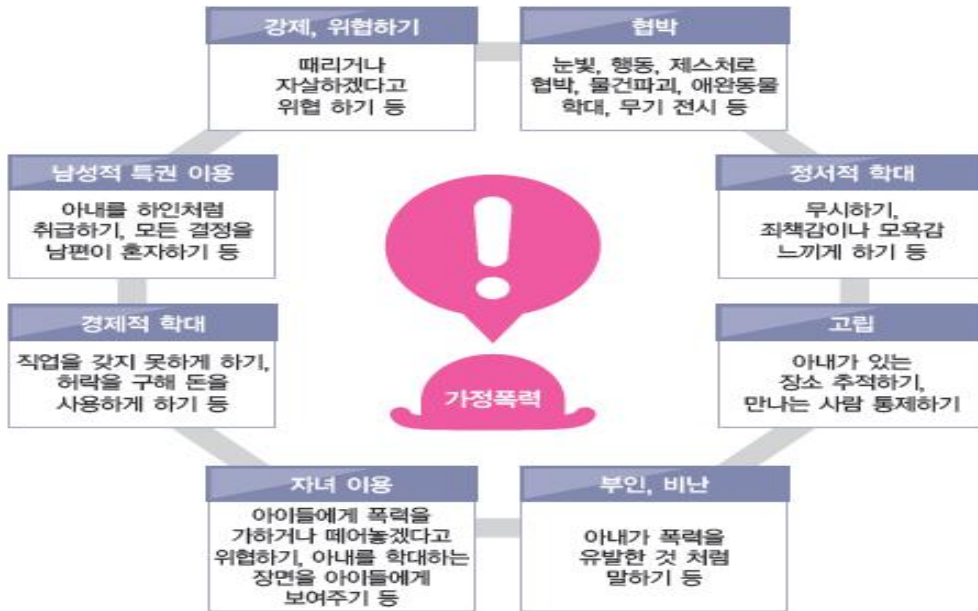 강제, 위협하기
때리거나
자살하겠다고
위협 하기 등
협박
눈빛, 행동, 제스처로
협박, 물건파괴, 애완동물
학대, 무기 전시 등
남성적 특권 이용
아내를 하인처럼
취급하기, 모든 결정을
남편이 혼자하기 등
정서적 학대
무시하기,
죄책감이나 모욕감
느끼게 하기 등
경제적 학대
직업을 갖지 못하게 하기,
허락을 구해 돈을
사용하게 하기 등
고립
아내가 있는
장소 추적하기,
만나는 사람 통제하기
가정폭력
자녀 이용
아이들에게 폭력을
가하거나 떼어놓겠다고
위협하기, 아내를 학대하는
장면을 아이들에게
보여주기 등
부인, 비난
아내가 폭력을
유발한 것 처럼
말하기 등